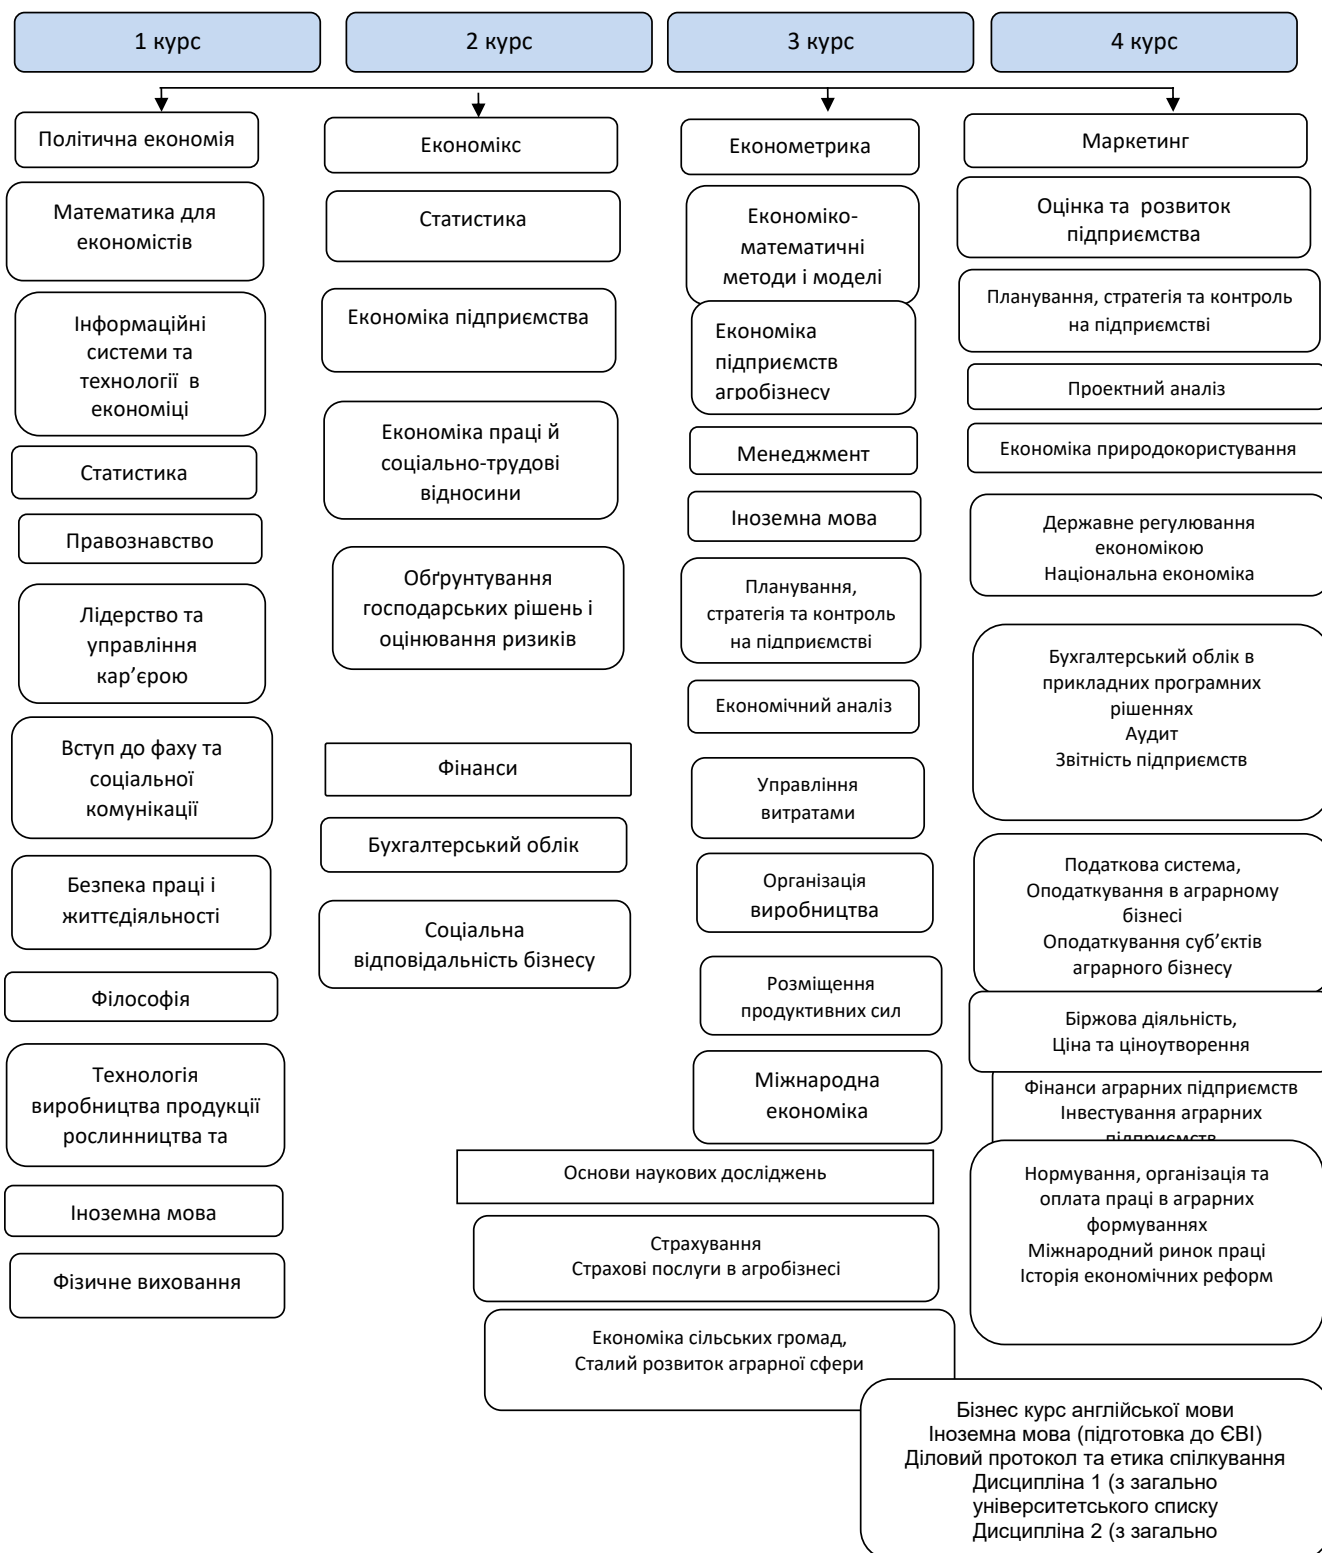 1 курс
2 курс
3 курс
4 курс
Політична економія
Математика для
економістів
Інформаційні
системи та
технології в
економіці
Статистика
Правознавство
Лідерство та
управління
кар’єрою
Вступ до фаху та
соціальної
комунікації
Безпека праці і
життєдіяльності
Філософія
Технологія
виробництва продукції
рослинництва та
Іноземна мова
Фізичне виховання
Економікс
Статистика
Економіка підприємства
Економіка праці й
соціально-трудові
відносини
Обґрунтування
господарських рішень і
оцінювання ризиків
Фінанси
Бухгалтерський облік
Соціальна
відповідальність бізнесу
Економетрика
Економіко-
математичні
методи і моделі
Економіка
підприємств
агробізнесу
Менеджмент
Іноземна мова
Планування,
стратегія та контроль
на підприємстві
Економічний аналіз
Управління
витратами
Організація
виробництва
Розміщення
продуктивних сил
Міжнародна
економіка
Основи наукових досліджень
Страхування
Страхові послуги в агробізнесі
Економіка сільських громад,
Сталий розвиток аграрної сфери
Маркетинг
Оцінка та розвиток
підприємства
Планування, стратегія та контроль
на підприємстві
Проектний аналіз
Економіка природокористування
Державне регулювання
економікою
Національна економіка
Бухгалтерський облік в
прикладних програмних
рішеннях
Аудит
Звітність підприємств
Податкова система,
Оподаткування в аграрному
бізнесі
Оподаткування суб’єктів
аграрного бізнесу
Біржова діяльність,
Ціна та ціноутворення
Фінанси аграрних підприємств
Інвестування аграрних
підприємств
Нормування, організація та
оплата праці в аграрних
формуваннях
Міжнародний ринок праці
Історія економічних реформ
Бізнес курс англійської мови
Іноземна мова (підготовка до ЄВІ)
Діловий протокол та етика спілкування
Дисципліна 1 (з загально
університетського списку
Дисципліна 2 (з загально